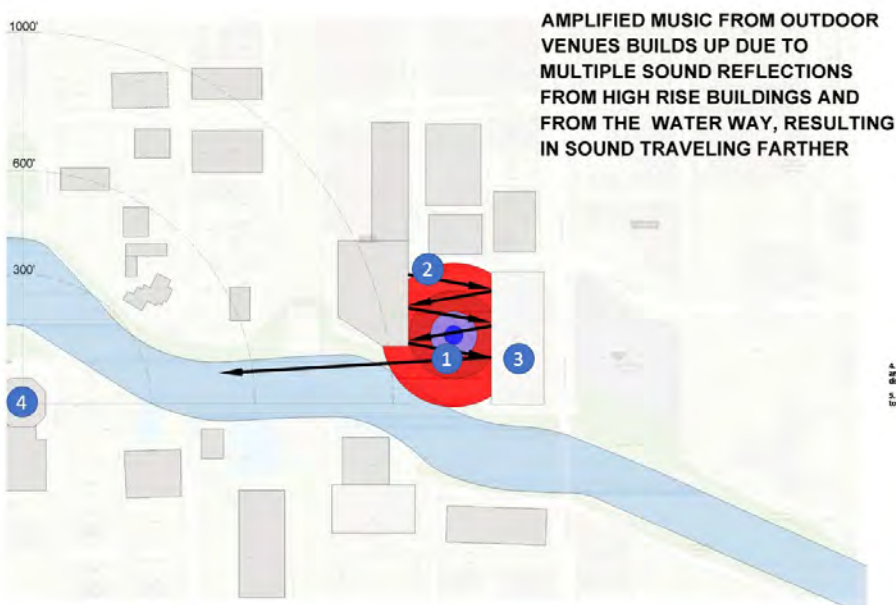 1000'
AMPLIFIED MUSIC FROM OUTDOOR
VENUES BUILDS UP DUE TO
MULTIPLE SOUND REFLECTIONS
FROM HIGH RISE BUILDINGS AND
FROM THE WATER WAY, RESULTING
IN SOUND TRAVELING FARTHER
600'
300'
2
1
3
4